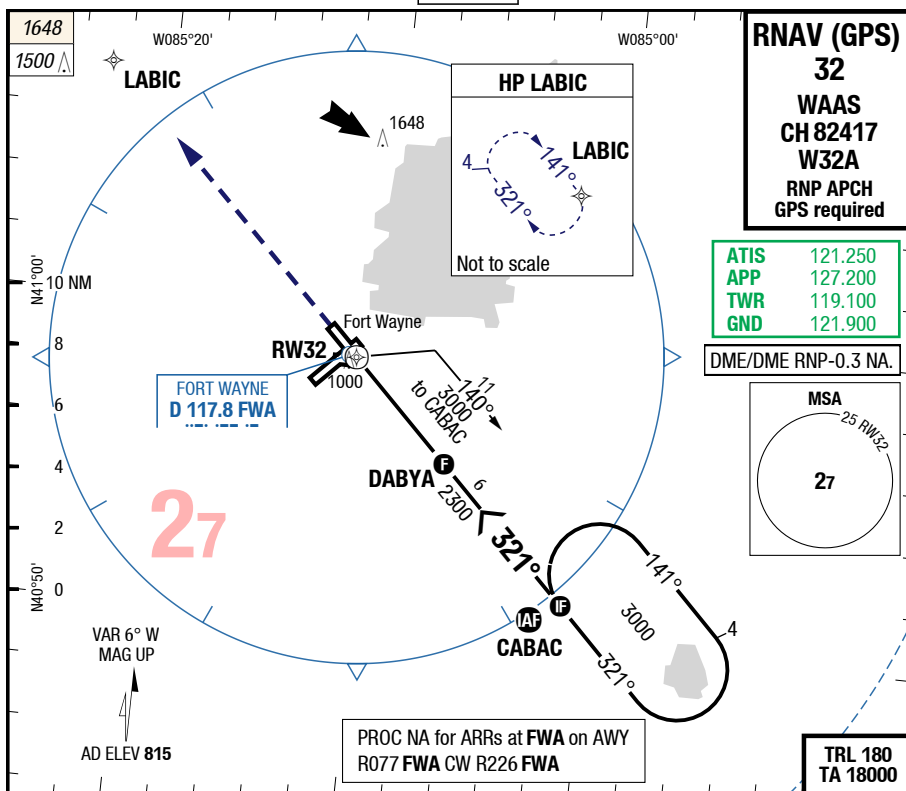 1648
1500
W085°20'
W085°00'
LABIC
1648
HP LABIC
LABIC
4
141°
321°
Not to scale
RNAV (GPS)
32
WAAS
CH 82417
W32A
RNP APCH
GPS required
ATIS 121.250
APP 127.200
TWR 119.100
GND 121.900
DME/DME RNP-0.3 NA.
MSA
25 RW32
27
N41°00'
10 NM
8
6
4
2
0
N40°50'
Fort Wayne
RW32
1000
FORT WAYNE
D 117.8 FWA
11
140°
3000
to CABAC
DABYA
F
6
2300
27
321°
IF
IAF
CABAC
141°
3000
4
321°
VAR 6° W
MAG UP
AD ELEV 815
PROC NA for ARRs at FWA on AWY
R077 FWA CW R226 FWA
TRL 180
TA 18000